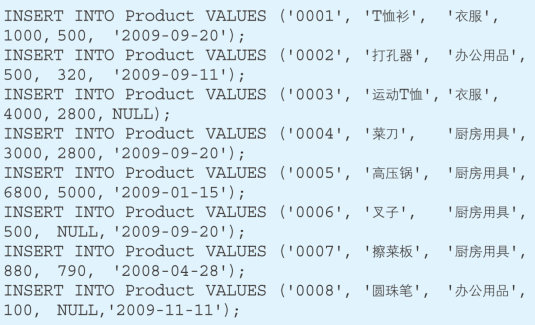 INSERT INTO Product VALUES ('0001', 'T恤衫', '衣服',
1000,500, '2009-09-20');
INSERT INTO Product VALUES ('0002', '打孔器', '办公用品',
500, 320, '2009-09-11');
INSERT INTO Product VALUES ('0003', '运动T恤','衣服',
4000,2800, NULL);
INSERT INTO Product VALUES ('0004', '菜刀', '厨房用具',
3000,2800, '2009-09-20');
INSERT INTO Product VALUES ('0005', '高压锅', '厨房用具',
6800,5000, '2009-01-15');
INSERT INTO Product VALUES ('0006', '叉子', '厨房用具',
500, NULL,'2009-09-20');
INSERT INTO Product VALUES ('0007', '擦菜板', '厨房用具',
880, 790, '2008-04-28');
INSERT INTO Product VALUES ('0008', '圆珠笔', '办公用品',
100, NULL,'2009-11-11');